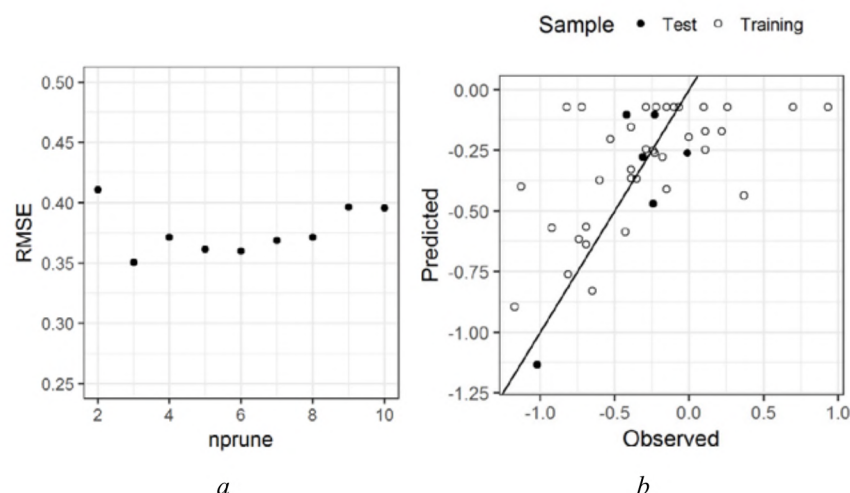 Sample ● Test ○ Training
RMSE
0.50
0.45
0.40
0.35
0.30
0.25
2 4 6 8 10
nprune
a
Predicted
0.00
-0.25
-0.50
-0.75
-1.00
-1.25
-1.0 -0.5 0.0 0.5 1.0
Observed
b